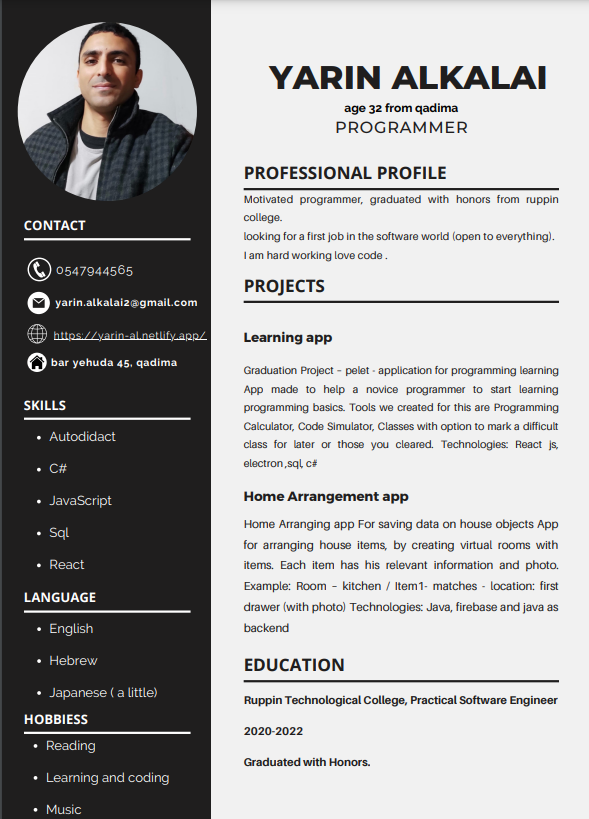 YARIN ALKALAI
age 32 from qadima
PROGRAMMER
CONTACT
0547944565
yarin.alkalai2@gmail.com
https://yarin-al.netlify.app/
bar yehuda 45, qadima
SKILLS
Autodidact
C#
JavaScript
Sql
React
LANGUAGE
English
Hebrew
Japanese ( a little)
HOBBIESS
Reading
Learning and coding
Music
PROFESSIONAL PROFILE
Motivated programmer, graduated with honors from ruppin
college.
looking for a first job in the software world (open to everything).
I am hard working love code .
PROJECTS
Learning app
Graduation Project – pelet - application for programming learning
App made to help a novice programmer to start learning
programming basics. Tools we created for this are Programming
Calculator, Code Simulator, Classes with option to mark a difficult
class for later or those you cleared. Technologies: React js,
electron ,sql, c#
Home Arrangement app
Home Arranging app For saving data on house objects App
for arranging house items, by creating virtual rooms with
items. Each item has his relevant information and photo.
Example: Room – kitchen / Item1- matches - location: first
drawer (with photo) Technologies: Java, firebase and java as
backend
EDUCATION
Ruppin Technological College, Practical Software Engineer
2020-2022
Graduated with Honors.